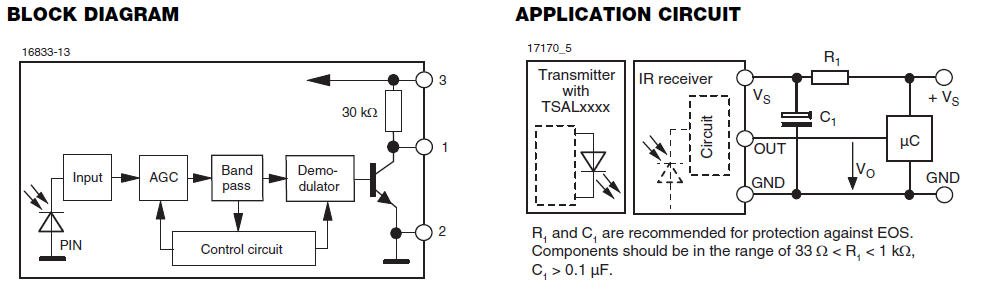 BLOCK DIAGRAM
16833-13
3
30 kΩ
1
Input
AGC
Band
pass
Demo-
dulator
2
Control circuit
PIN
APPLICATION CIRCUIT
17170_5
Transmitter
with
TSALxxxx
IR receiver
Circuit
VS
OUT
GND
R1
C1
+ VS
µC
VO
GND
R1 and C1 are recommended for protection against EOS.
Components should be in the range of 33 Ω < R1 < 1 kΩ,
C1 > 0.1 µF.